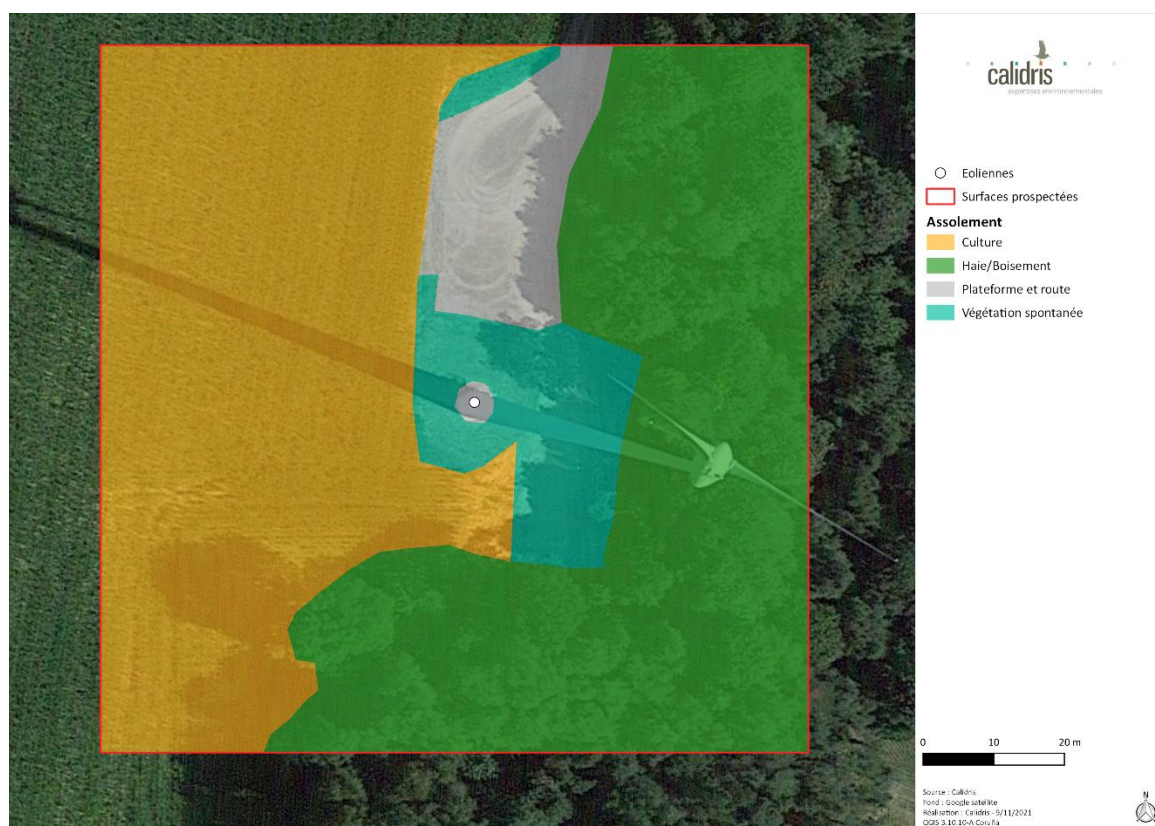 calidris
expertises environnementales
Eoliennes
Surfaces prospectées
Assolement
Culture
Haie/Boisement
Plateforme et route
Végétation spontanée
0 10 20 m
Source : Calidris
Fond : Google satellite
Réalisation : Calidris - 9/11/2021
QGIS 3.10.10-A Coruña
N